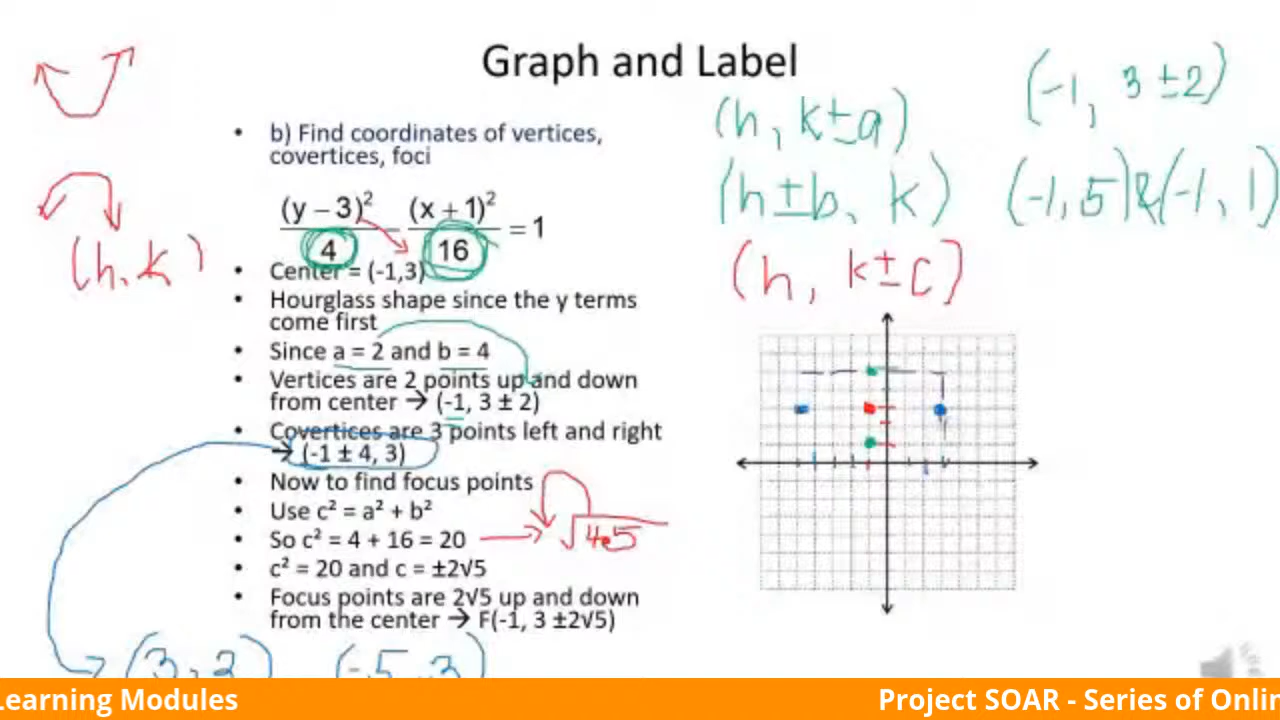 Graph and Label
(h, k±a)
(-1, 3 ±2)
(h±b, k)
(-1,5) & (-1, 1)
(h, k±c)
(h, k)
• b) Find coordinates of vertices,
covertices, foci
(y – 3)²/4 – (x + 1)²/16 = 1
• Center = (-1,3)
• Hourglass shape since the y terms
come first
• Since a = 2 and b = 4
• Vertices are 2 points up and down
from center → (-1, 3 ± 2)
• Covertices are 3 points left and right
→ (-1 ± 4, 3)
• Now to find focus points
• Use c² = a² + b²
• So c² = 4 + 16 = 20
√4•5
• c² = 20 and c = ±2√5
• Focus points are 2√5 up and down
from the center → F(-1, 3 ±2√5)
(3, 3) (-5, 3)
Learning Modules
Project SOAR - Series of Onlin